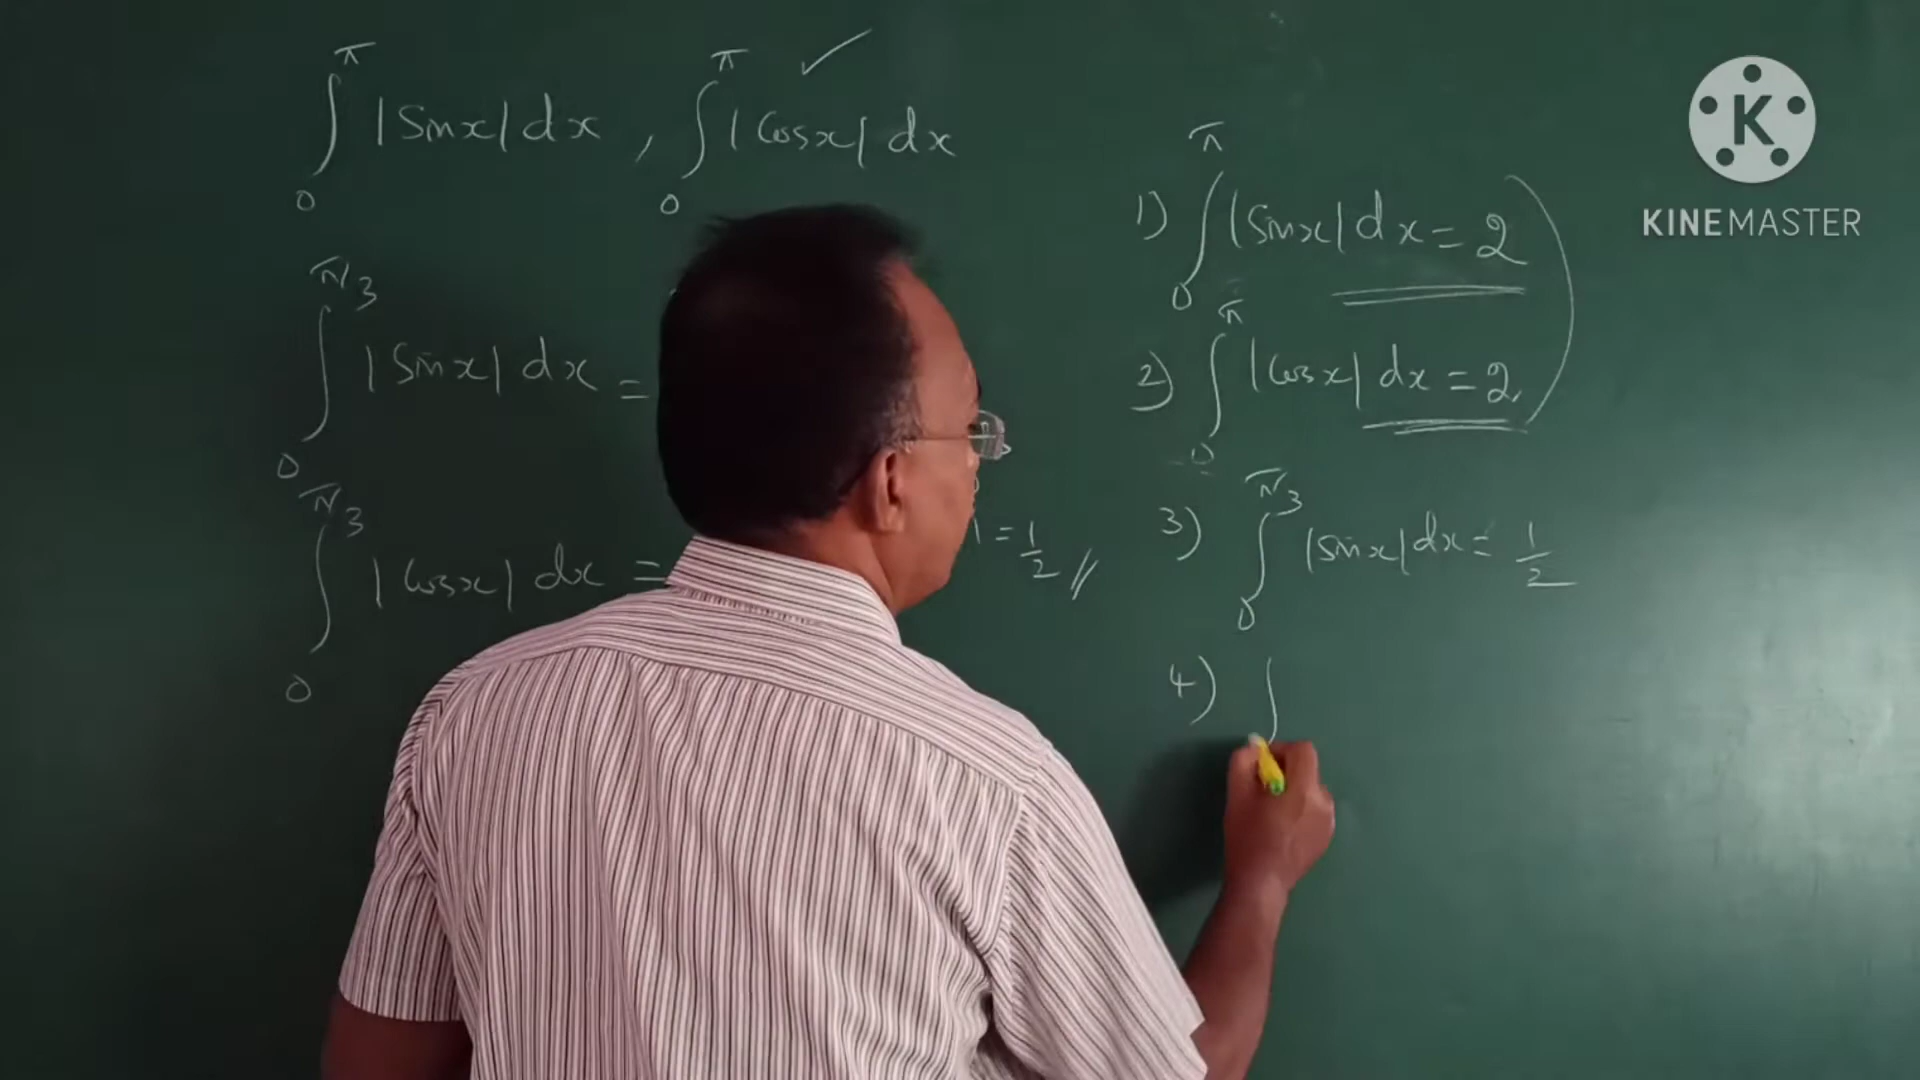 ∫₀^π |Sinx| dx , ∫₀^π |Cosx| dx ✓
∫₀^π/3 |Sinx| dx =
∫₀^π/3 |Cosx| dx =
= 1/2 //
1) ∫₀^π |Sinx| dx = 2
2) ∫₀^π |Cosx| dx = 2
3) ∫₀^π/3 |Sinx| dx = 1/2
4) ∫
K
KINEMASTER